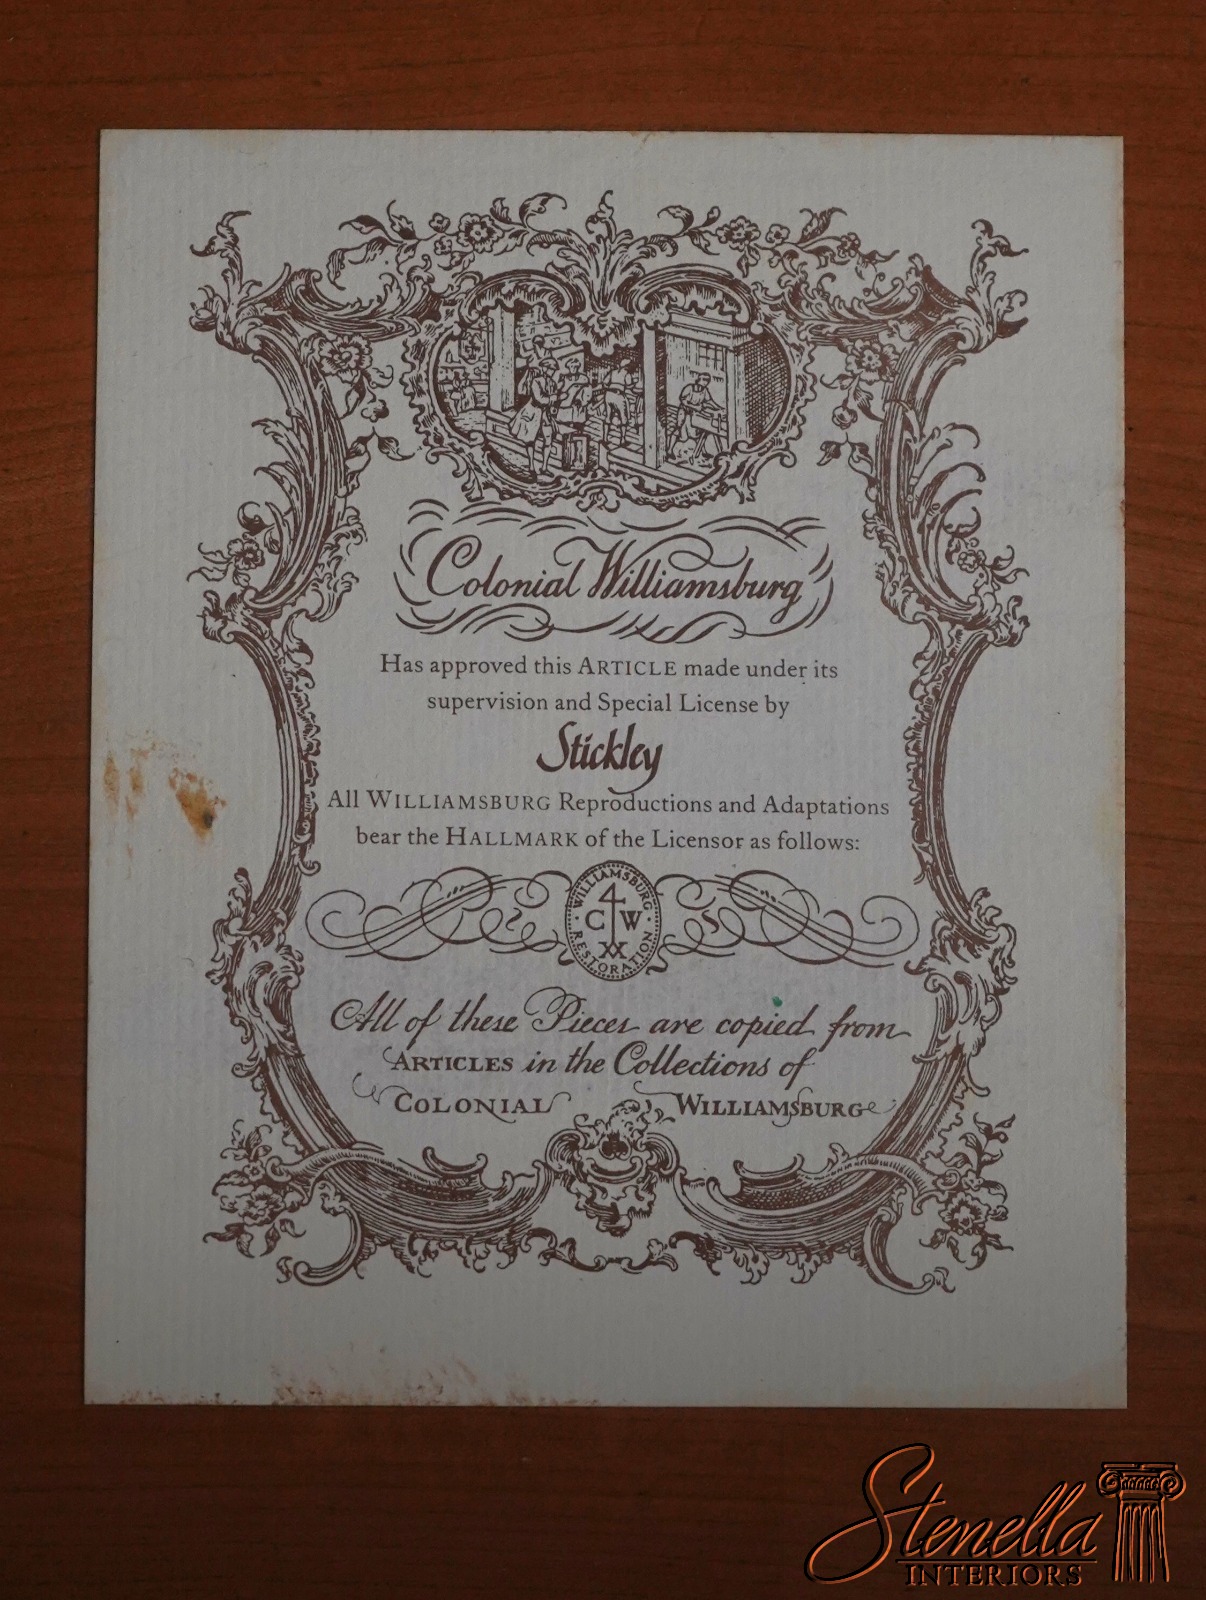 Colonial Williamsburg
Has approved this ARTICLE made under its
supervision and Special License by
Stickley
All WILLIAMSBURG Reproductions and Adaptations
bear the HALLMARK of the Licensor as follows:
WILLIAMSBURG
C W
RESTORATION
All of these Pieces are copied from
ARTICLES in the Collections of
COLONIAL WILLIAMSBURG
Stenella
INTERIORS